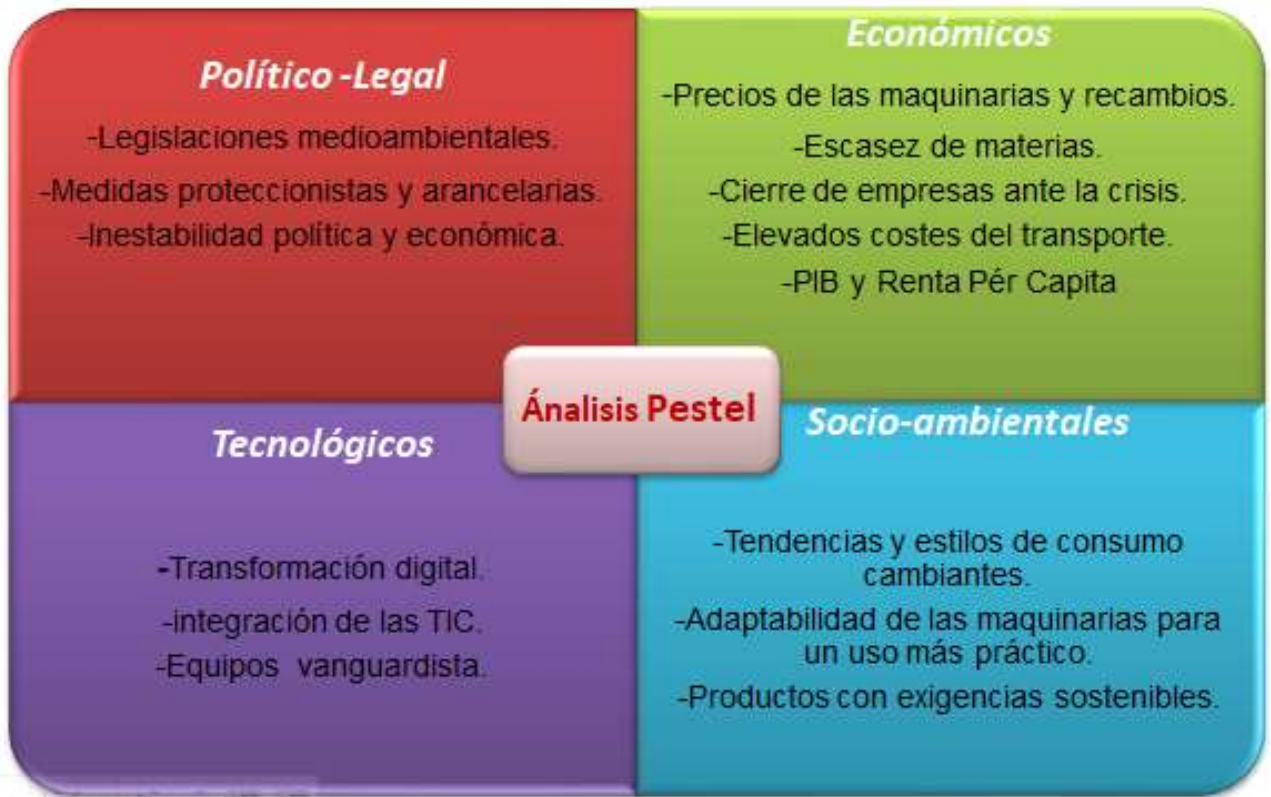 Político -Legal
-Legislaciones medioambientales.
-Medidas proteccionistas y arancelarias.
-Inestabilidad política y económica.
Económicos
-Precios de las maquinarias y recambios.
-Escasez de materias.
-Cierre de empresas ante la crisis.
-Elevados costes del transporte.
-PIB y Renta Pér Capita
Ánalisis Pestel
Tecnológicos
-Transformación digital.
-integración de las TIC.
-Equipos vanguardista.
Socio-ambientales
-Tendencias y estilos de consumo
cambiantes.
-Adaptabilidad de las maquinarias para
un uso más práctico.
-Productos con exigencias sostenibles.